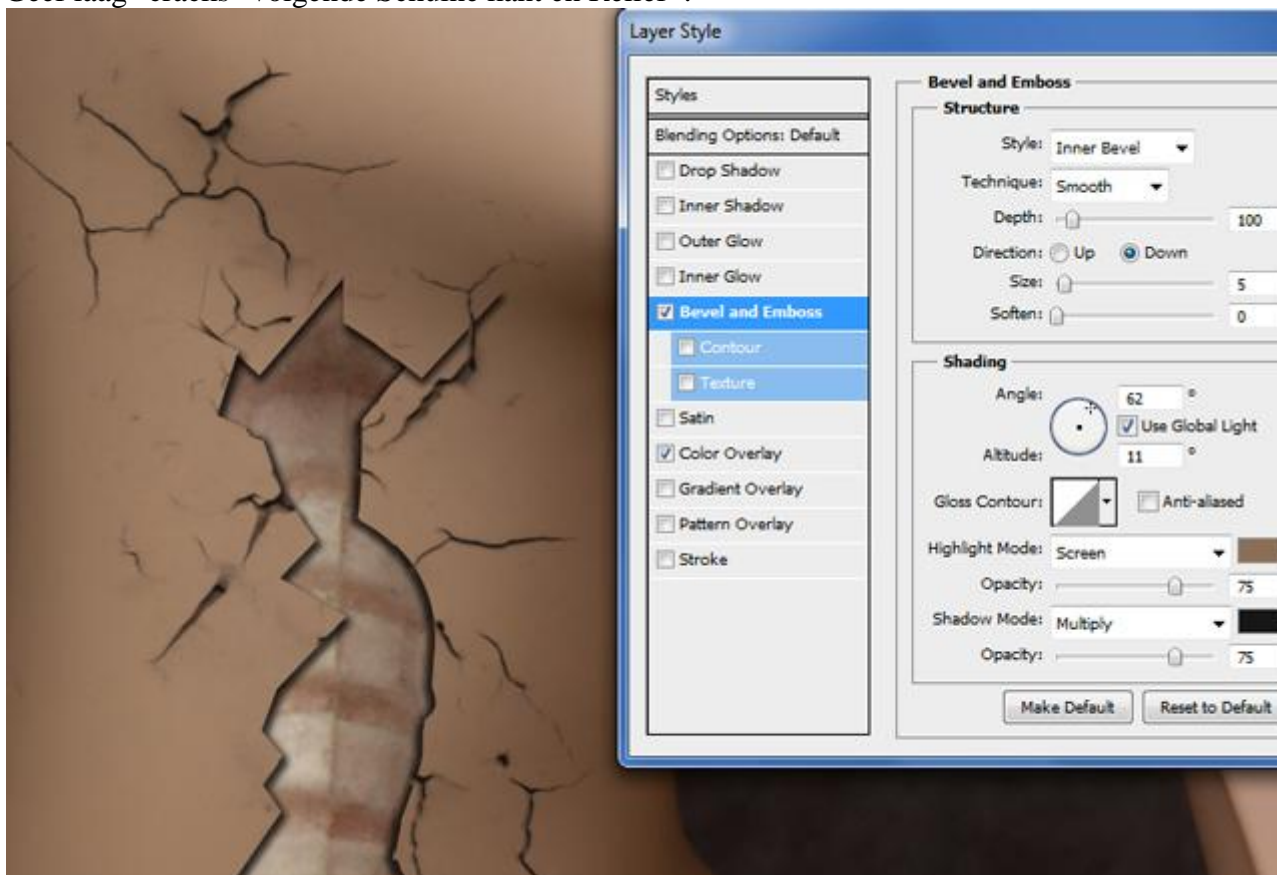 Geef laag "cracks" volgende Schuine kant en Reliëf :
Layer Style
Styles
Blending Options: Default
Drop Shadow
Inner Shadow
Outer Glow
Inner Glow
Bevel and Emboss
Contour
Texture
Satin
Color Overlay
Gradient Overlay
Pattern Overlay
Stroke
Bevel and Emboss
Structure
Style: Inner Bevel
Technique: Smooth
Depth: 100
Direction: Up Down
Size: 5
Soften: 0
Shading
Angle: 62 °
Use Global Light
Altitude: 11 °
Gloss Contour: Anti-aliased
Highlight Mode: Screen
Opacity: 75
Shadow Mode: Multiply
Opacity: 75
Make Default Reset to Default